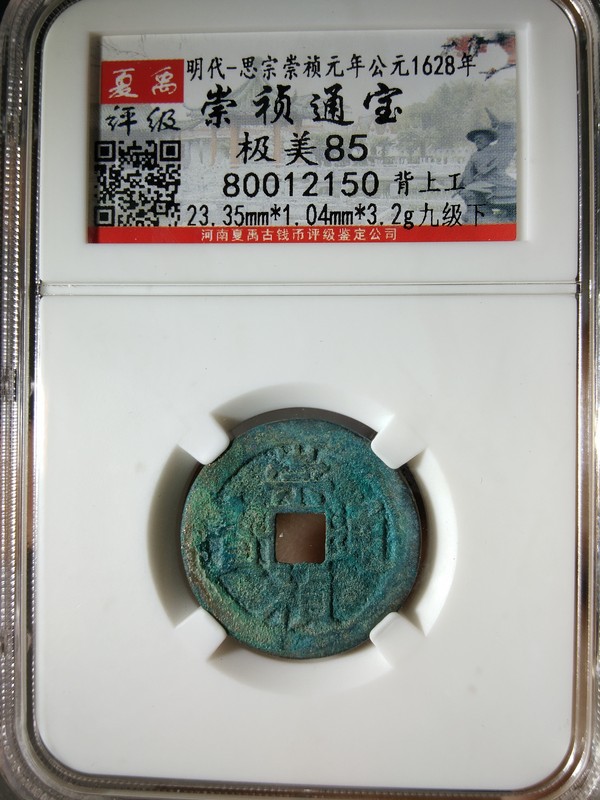 夏禹
评级
明代-思宗崇祯元年公元1628年
崇祯通宝
极美85
80012150 背上工
23.35mm*1.04mm*3.2g九级下
河南夏禹古钱币评级鉴定公司
崇祯通宝